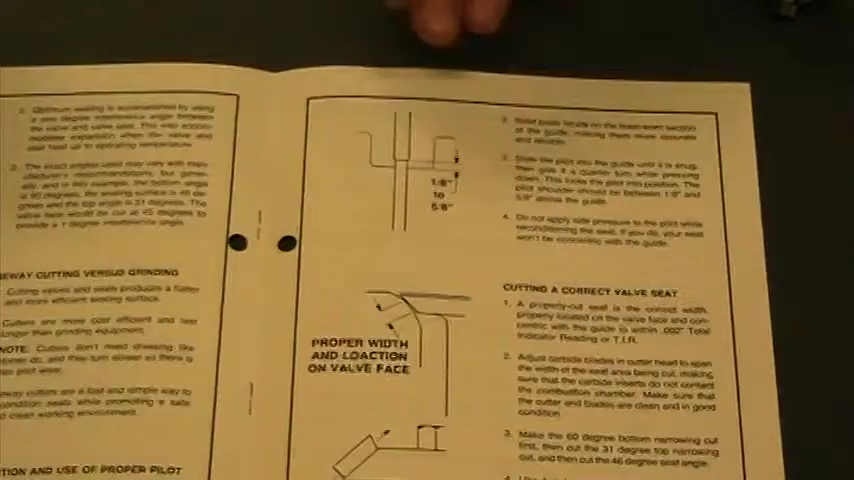 Optimum seating is accomplished by using
a one degree interference angle between
the valve and valve seat. This will accom-
modate expansion when the valve and
seat heat up to operating temperature.
3. The exact angles used may vary with man-
ufacturer's recommendations, but gener-
ally, and in this example, the bottom angle
is 60 degrees, the seating surface is 46 de-
grees and the top angle is 31 degrees. The
valve face would be cut at 45 degrees to
provide a 1 degree interference angle.
EWAY CUTTING VERSUS GRINDING
Cutting valves and seats produces a flatter
and more efficient seating surface.
Cutters are more cost efficient and last
longer than grinding equipment.
NOTE: Cutters don't need dressing like
do, and they turn slower so there is
pilot wear.
eway cutters are a fast and simple way to
condition seats while promoting a safe
and clean working environment.
TION AND USE OF PROPER PILOT
1/8"
to
5/8"
PROPER WIDTH
AND LOACTION
ON VALVE FACE
2. Solid pilots locate on the least worn section
of the guide, making them more accurate
and durable.
3. Slide the pilot into the guide until it is snug,
then give it a quarter turn while pressing
down. This locks the pilot into position. The
pilot shoulder should be between 1/8" and
5/8" above the guide.
4. Do not apply side pressure to the pilot while
reconditioning the seat. If you do, your seat
won't be concentric with the guide.
CUTTING A CORRECT VALVE SEAT
1. A properly-cut seat is the correct width,
properly located on the valve face and con-
centric with the guide to within .002" Total
Indicator Reading or T.I.R.
2. Adjust carbide blades in cutter head to span
the width of the seat area being cut, making
sure that the carbide inserts do not contact
the combustion chamber. Make sure that
the cutter and blades are clean and in good
condition.
3. Make the 60 degree bottom narrowing cut
first, then cut the 31 degree top narrowing
cut, and then cut the 46 degree seat angle.